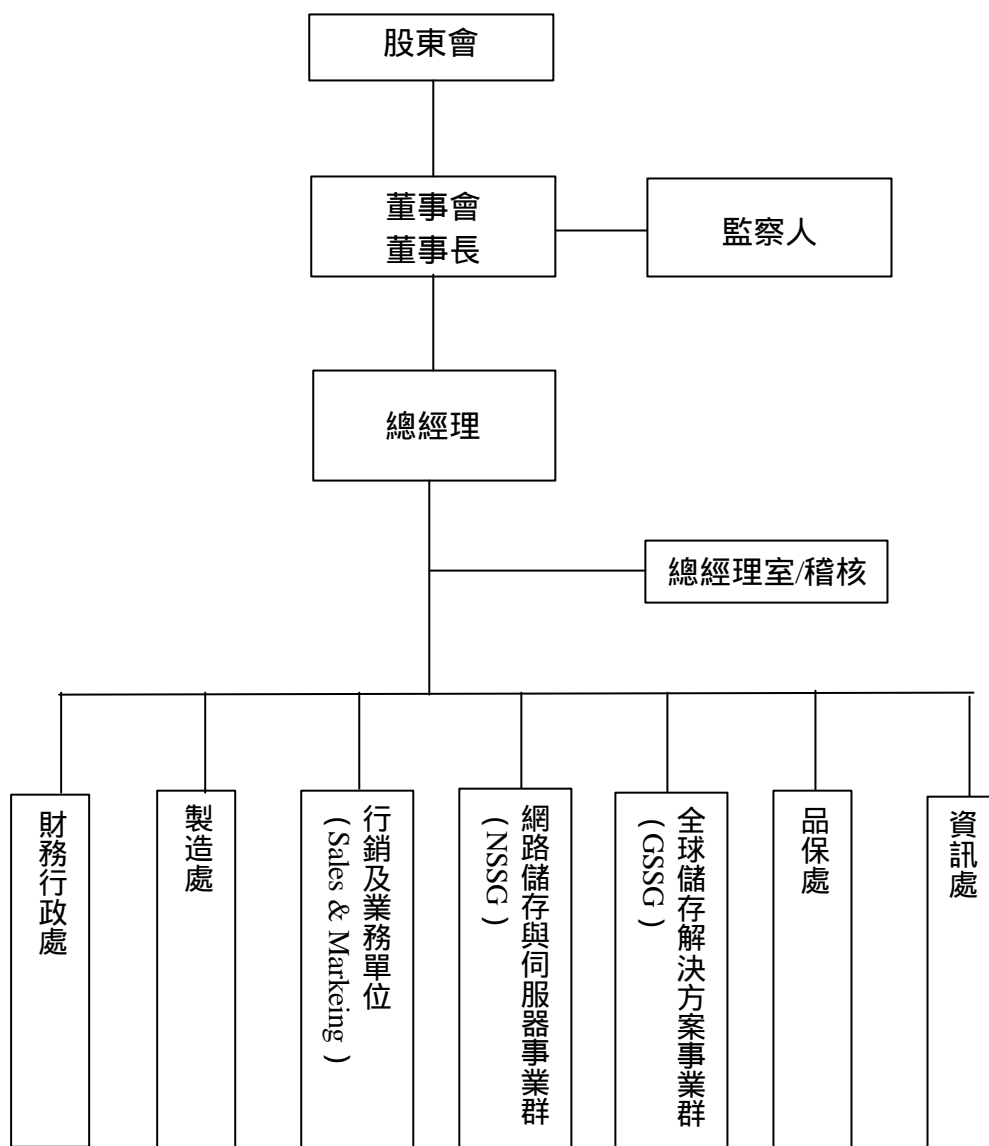 股東會
董事會
董事長
監察人
總經理
總經理室/稽核
財務行政處
製造處
行銷及業務單位
( Sales & Markeing )
網路儲存與伺服器事業群
( NSSG )
全球儲存解決方案事業群
( GSSG )
品保處
資訊處